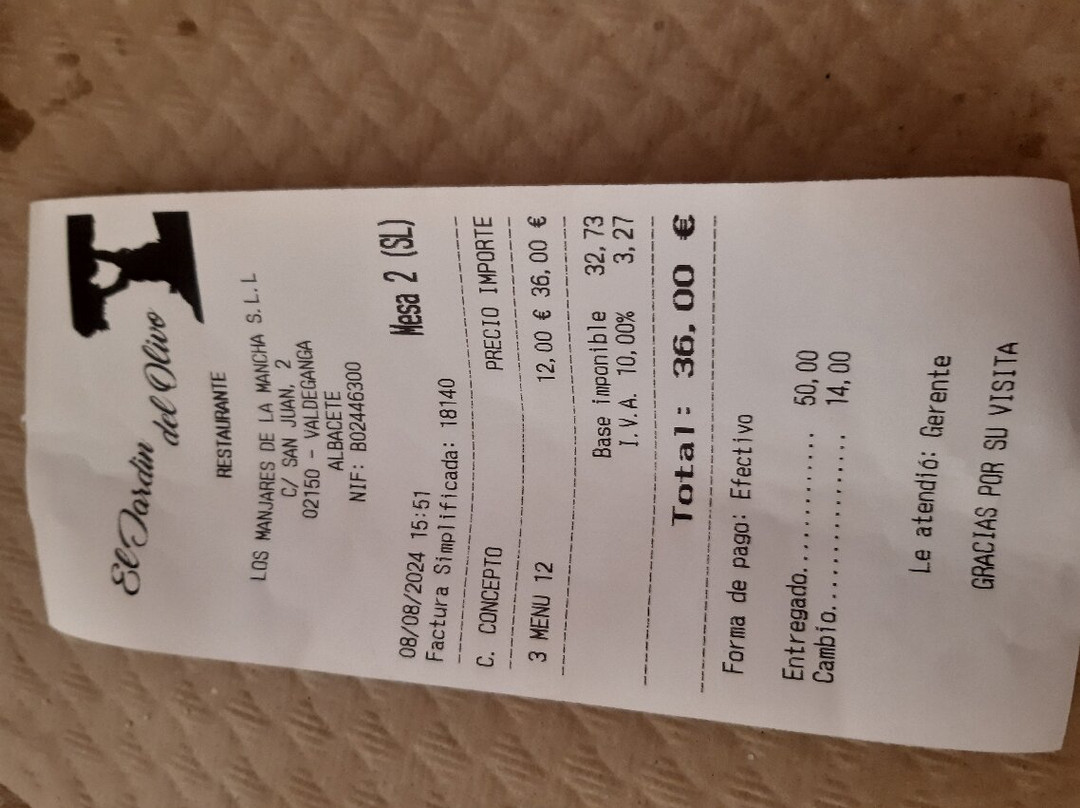 El Jardin
del Olivo
RESTAURANTE
LOS MANJARES DE LA MANCHA S.L.L
C/ SAN JUAN, 2
02150 - VALDEGANGA
ALBACETE
NIF: B02446300
Mesa 2 (SL)
08/08/2024 15:51
Factura Simplificada: 18140
C. CONCEPTO PRECIO IMPORTE
3 MENU 12 12,00 € 36,00 €
Base imponible 32,73
I.V.A. 10,00% 3,27
Total: 36,00 €
Forma de pago: Efectivo
Entregado............ 50,00
Cambio............... 14,00
Le atendió: Gerente
GRACIAS POR SU VISITA